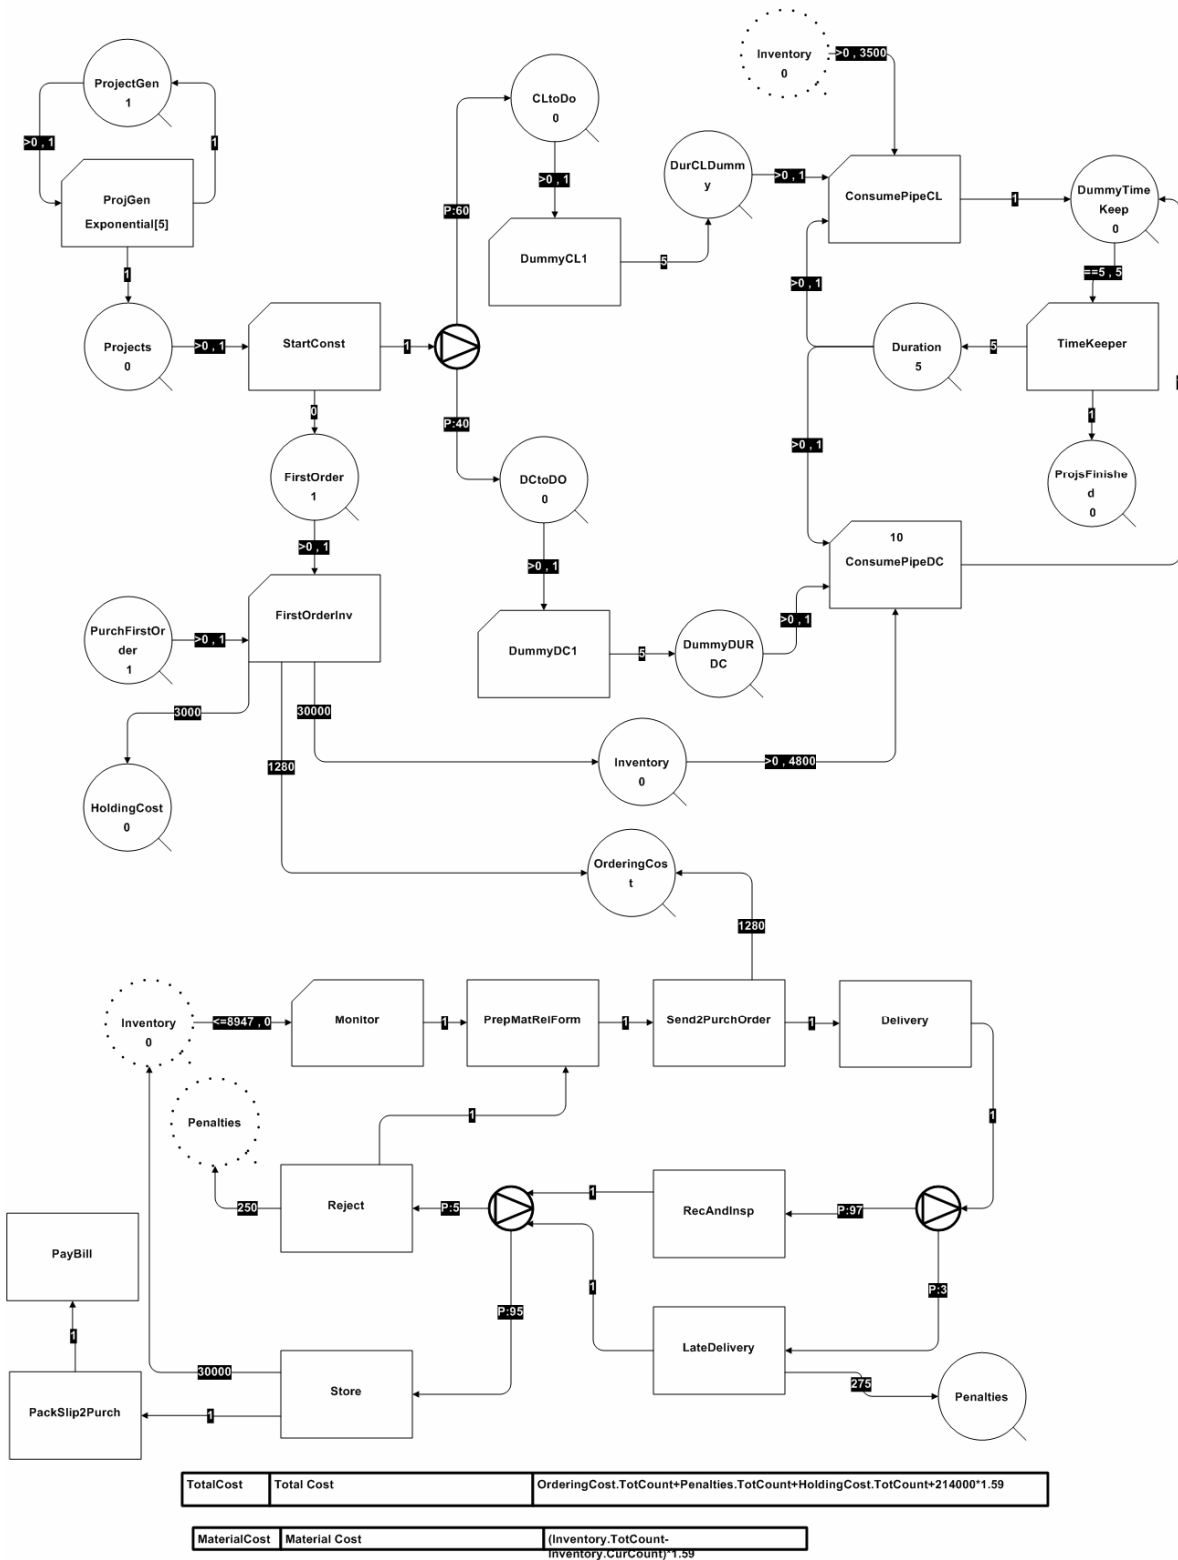 Inventory
0
>0 , 3500
ProjectGen
1
CLtoDo
0
>0 , 1
1
ProjGen
Exponential[5]
DurCLDumm
y
>0 , 1
ConsumePipeCL
1
DummyTime
Keep
0
>0 , 1
P:60
DummyCL1
5
1
>0 , 1
==5 , 5
Projects
0
>0 , 1
StartConst
1
Duration
5
5
TimeKeeper
0
P:40
>0 , 1
1
FirstOrder
1
DCtoDO
0
ProjsFinishe
d
0
>0 , 1
>0 , 1
10
ConsumePipeDC
PurchFirstOr
der
1
>0 , 1
FirstOrderInv
DummyDC1
5
DummyDUR
DC
>0 , 1
3000
30000
1280
Inventory
0
>0 , 4800
HoldingCost
0
OrderingCos
t
1280
Inventory
0
<=8947 , 0
Monitor
1
PrepMatRelForm
1
Send2PurchOrder
1
Delivery
Penalties
1
1
250
Reject
P:5
1
RecAndInsp
P:97
PayBill
1
P:95
1
P:3
LateDelivery
30000
Store
275
Penalties
PackSlip2Purch
1
TotalCost Total Cost OrderingCost.TotCount+Penalties.TotCount+HoldingCost.TotCount+214000*1.59
MaterialCost Material Cost (Inventory.TotCount-
Inventory.CurCount)*1.59